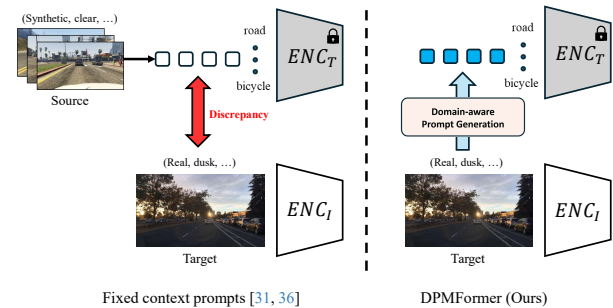 (Synthetic, clear, …)
Source
road
bicycle
ENC_T
Discrepancy
(Real, dusk, …)
Target
ENC_I
Fixed context prompts [31, 36]
road
bicycle
ENC_T
Domain-aware
Prompt Generation
(Real, dusk, …)
Target
ENC_I
DPMFormer (Ours)